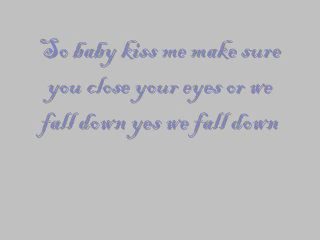 So baby kiss me make sure
you close your eyes or we
fall down yes we fall down